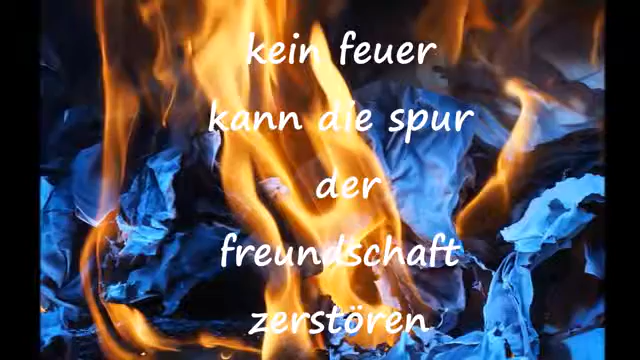 kein feuer
kann die spur
der
freundschaft
zerstören